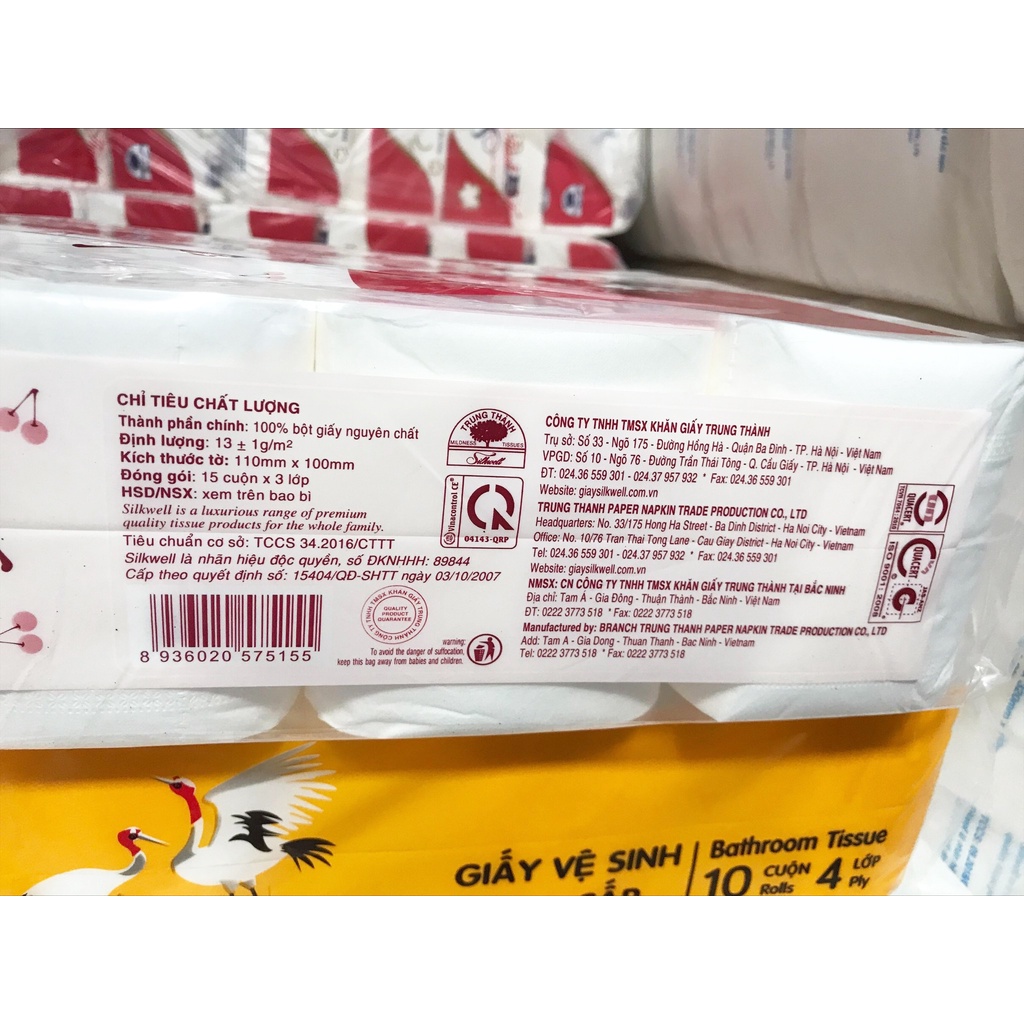 CHỈ TIÊU CHẤT LƯỢNG
Thành phần chính: 100% bột giấy nguyên chất
Định lượng: 13 ± 1g/m²
Kích thước tờ: 110mm x 100mm
Đóng gói: 15 cuộn x 3 lớp
HSD/NSX: xem trên bao bì
Silkwell is a luxurious range of premium
quality tissue products for the whole family.
Tiêu chuẩn cơ sở: TCCS 34.2016/CTTT
Silkwell là nhãn hiệu độc quyền, số ĐKNHHH: 89844
Cấp theo quyết định số: 15404/QĐ-SHTT ngày 03/10/2007
8 936020 575155
CÔNG TY TNHH TMSX KHĂN GIẤY TRUNG THÀNH
QUALITY
PRODUCT
GUARANTEE
warning:
To avoid the danger of suffocation,
keep this bag away from babies and children.
TRUNG THÀNH
MILDNESS TISSUES
Silkwell
Vinacontrol CE
04143-QRP
CÔNG TY TNHH TMSX KHĂN GIẤY TRUNG THÀNH
Trụ sở: Số 33 - Ngõ 175 - Đường Hồng Hà - Quận Ba Đình - TP. Hà Nội - Việt Nam
VPGD: Số 10 - Ngõ 76 - Đường Trần Thái Tông - Q. Cầu Giấy - TP. Hà Nội - Việt Nam
ĐT: 024.36 559 301 - 024.37 957 932 * Fax: 024.36 559 301
Website: giaysilkwell.com.vn
TRUNG THANH PAPER NAPKIN TRADE PRODUCTION CO., LTD
Headquarters: No. 33/175 Hong Ha Street - Ba Dinh District - Ha Noi City - Vietnam
Office: No. 10/76 Tran Thai Tong Lane - Cau Giay District - Ha Noi City - Vietnam
Tel: 024.36 559 301 - 024.37 957 932 * Fax: 024.36 559 301
Website: giaysilkwell.com.vn
NMSX: CN CÔNG TY TNHH TMSX KHĂN GIẤY TRUNG THÀNH TẠI BẮC NINH
Địa chỉ: Tam Á - Gia Đông - Thuận Thành - Bắc Ninh - Việt Nam
ĐT: 0222 3773 518 * Fax: 0222 3773 518
Manufactured by: BRANCH TRUNG THANH PAPER NAPKIN TRADE PRODUCTION CO., LTD
Add: Tam A - Gia Dong - Thuan Thanh - Bac Ninh - Vietnam
Tel: 0222 3773 518 * Fax: 0222 3773 518
QUACERT
QUACERT
ISO 9001 : 2008
GIẤY VỆ SINH
Bathroom Tissue
10 CUỘN
Rolls
4 LỚP
Ply